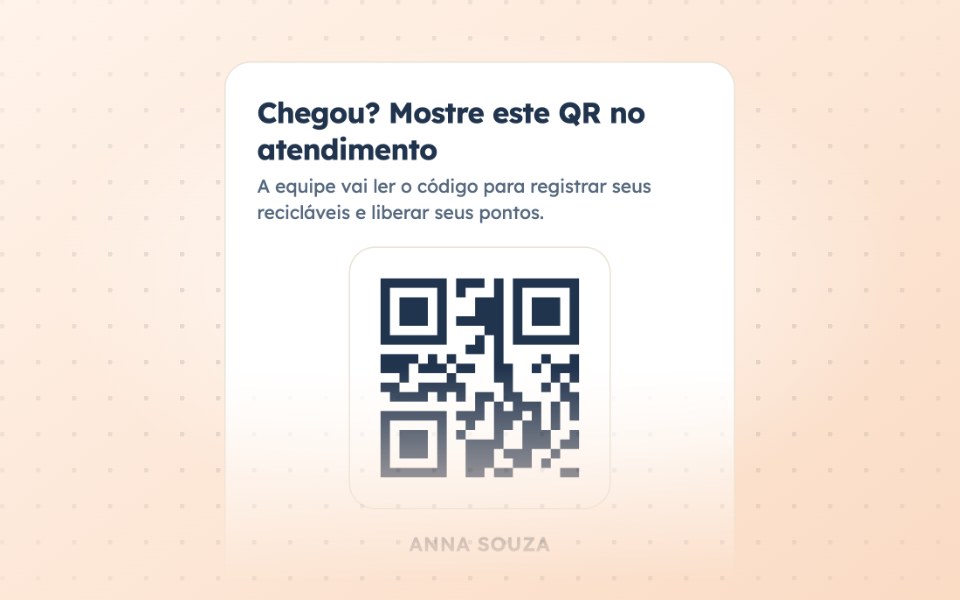 Chegou? Mostre este QR no
atendimento
A equipe vai ler o código para registrar seus
recicláveis e liberar seus pontos.
ANNA SOUZA